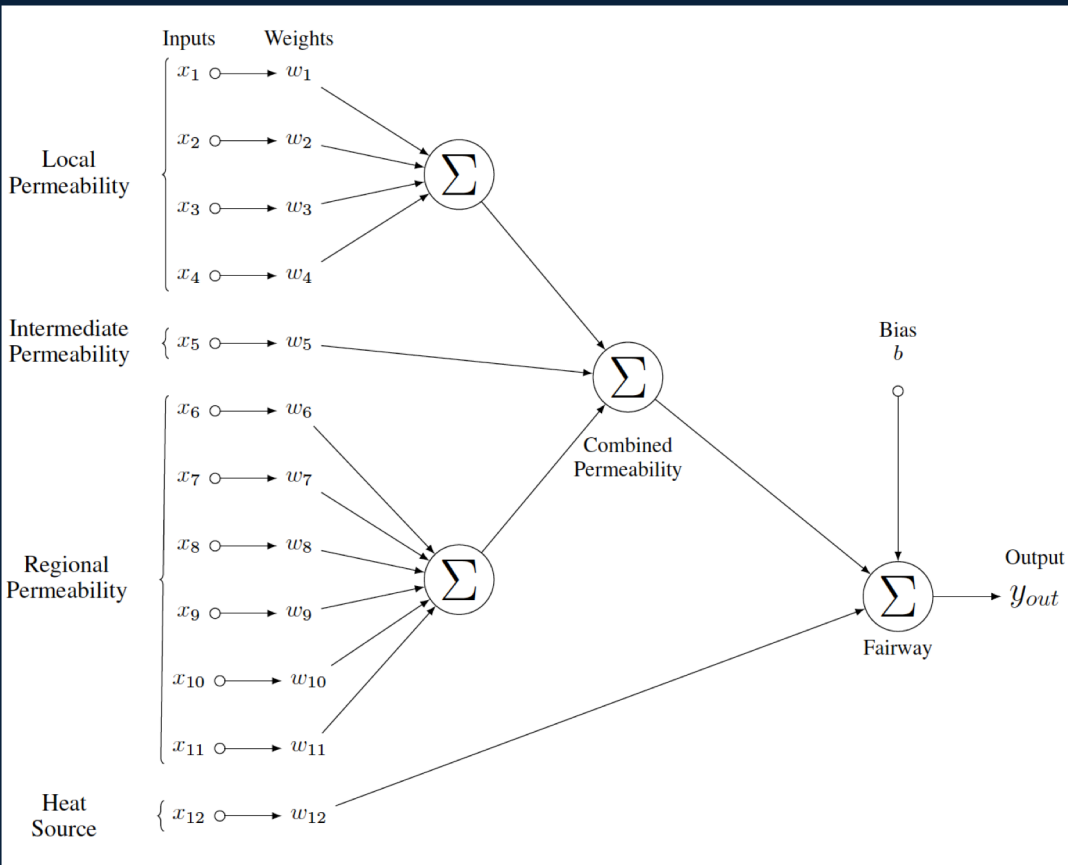 Inputs Weights
x1 w1
x2 w2
Local
Permeability
x3 w3
x4 w4
Intermediate
Permeability
x5 w5
x6 w6
x7 w7
x8 w8
Regional
Permeability
x9 w9
x10 w10
x11 w11
Heat
Source
x12 w12
Σ
Σ
Combined
Permeability
Σ
Bias
b
Σ
Fairway
Output
yout